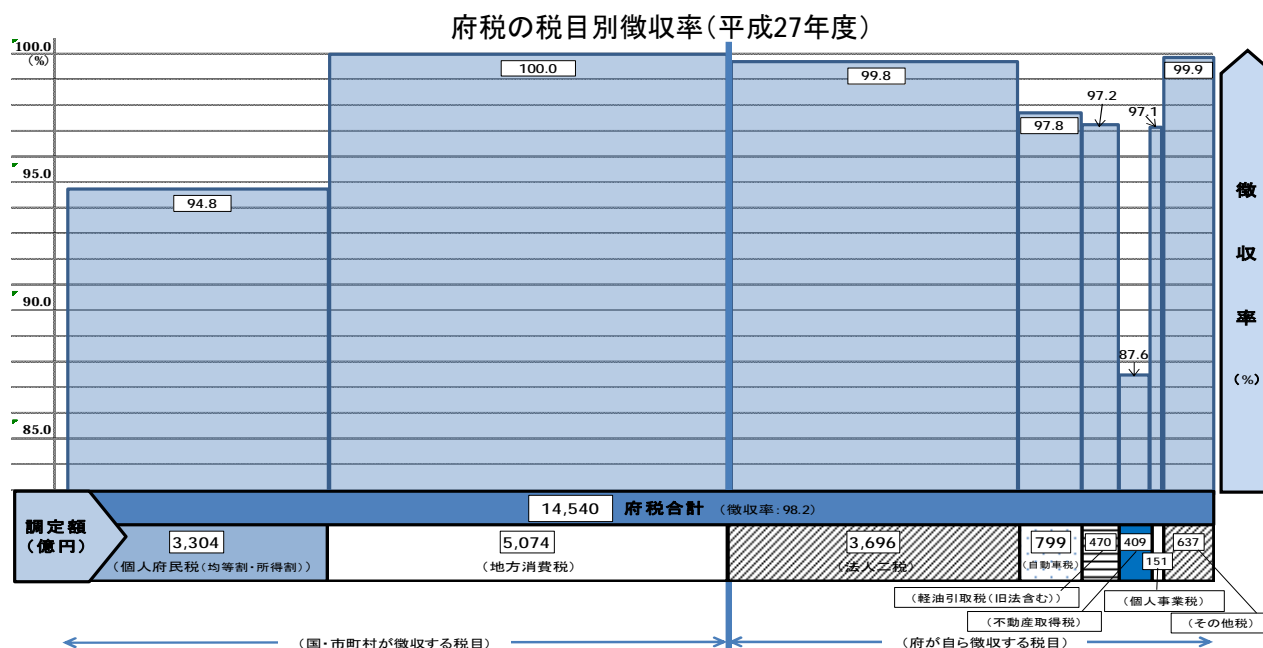 府税の税目別徴収率(平成27年度)
100.0
(%)
95.0
90.0
85.0
94.8
100.0
99.8
97.8
97.2
87.6
97.1
99.9
徴収率
(%)
調定額
(億円)
14,540 府税合計 (徴収率:98.2)
3,304
(個人府民税(均等割・所得割))
5,074
(地方消費税)
3,696
(法人二税)
799
(自動車税)
470
409
151
637
(軽油引取税(旧法含む))
(不動産取得税)
(個人事業税)
(その他税)
(国・市町村が徴収する税目)
(府が自ら徴収する税目)